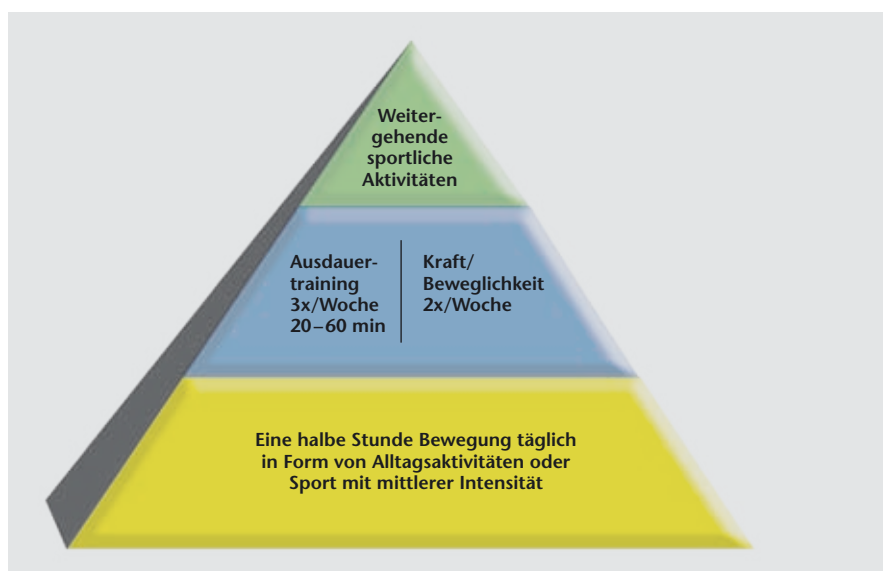 Weiter-
gehende
sportliche
Aktivitäten
Ausdauer-
training
3x/Woche
20–60 min
Kraft/
Beweglichkeit
2x/Woche
Eine halbe Stunde Bewegung täglich
in Form von Alltagsaktivitäten oder
Sport mit mittlerer Intensität